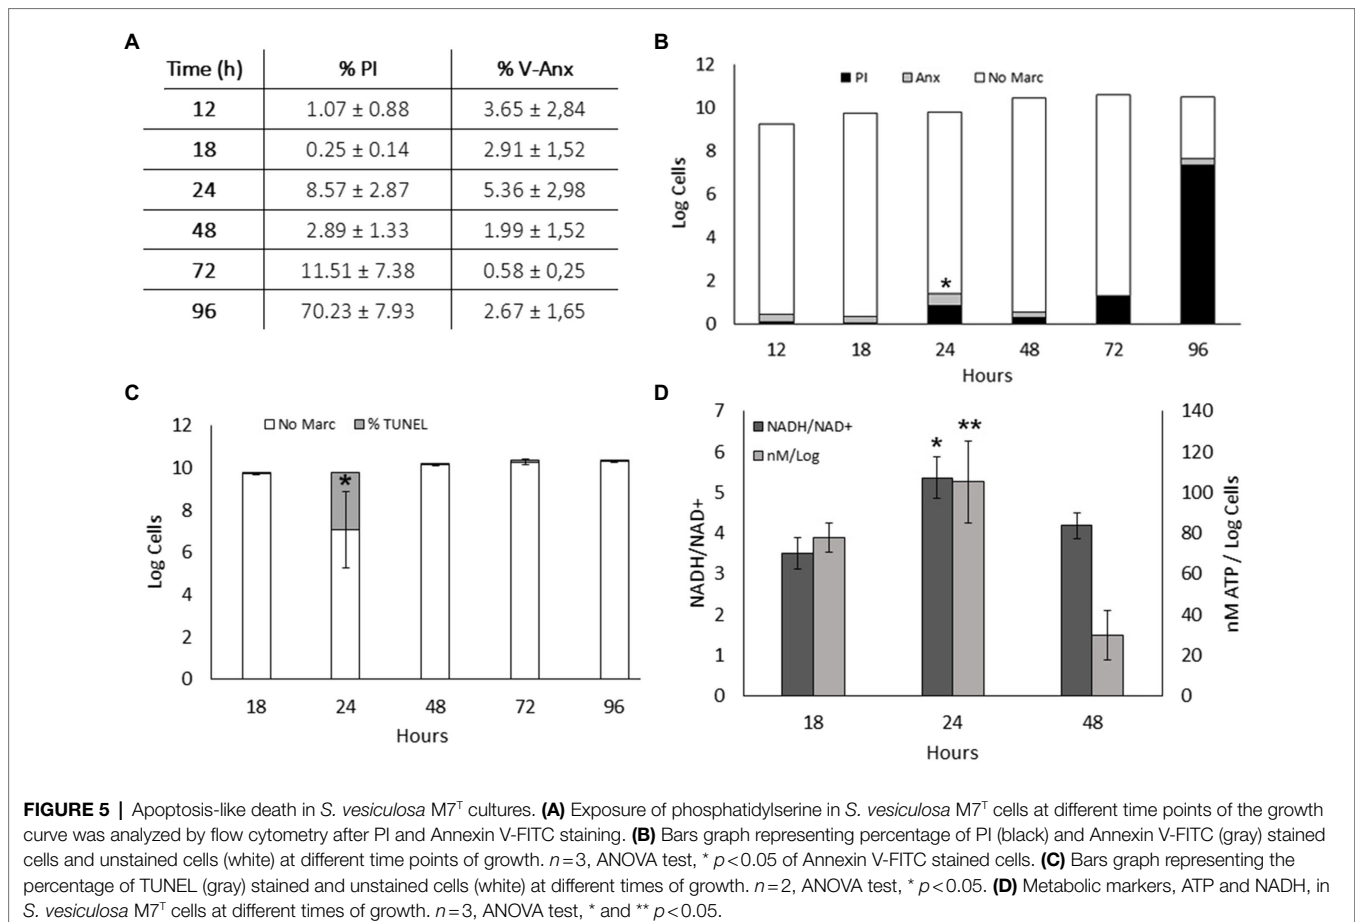 A
Time (h) % PI % V-Anx
12 1.07 ± 0.88 3.65 ± 2,84
18 0.25 ± 0.14 2.91 ± 1,52
24 8.57 ± 2.87 5.36 ± 2,98
48 2.89 ± 1.33 1.99 ± 1,52
72 11.51 ± 7.38 0.58 ± 0,25
96 70.23 ± 7.93 2.67 ± 1,65
B
PI Anx No Marc
Log Cells
12
10
8
6
4
2
0
*
12 18 24 48 72 96
Hours
C
No Marc % TUNEL
Log Cells
12
10
8
6
4
2
0
*
18 24 48 72 96
Hours
D
NADH/NAD+
nM/Log
NADH/NAD+
7
6
5
4
3
2
1
0
* **
140
120
100
80
60
40
20
0
nM ATP / Log Cells
18 24 48
Hours
FIGURE 5 | Apoptosis-like death in S. vesiculosa M7ᵀ cultures. (A) Exposure of phosphatidylserine in S. vesiculosa M7ᵀ cells at different time points of the growth
curve was analyzed by flow cytometry after PI and Annexin V-FITC staining. (B) Bars graph representing percentage of PI (black) and Annexin V-FITC (gray) stained
cells and unstained cells (white) at different time points of growth. n=3, ANOVA test, * p<0.05 of Annexin V-FITC stained cells. (C) Bars graph representing the
percentage of TUNEL (gray) stained and unstained cells (white) at different times of growth. n=2, ANOVA test, * p<0.05. (D) Metabolic markers, ATP and NADH, in
S. vesiculosa M7ᵀ cells at different times of growth. n=3, ANOVA test, * and ** p<0.05.